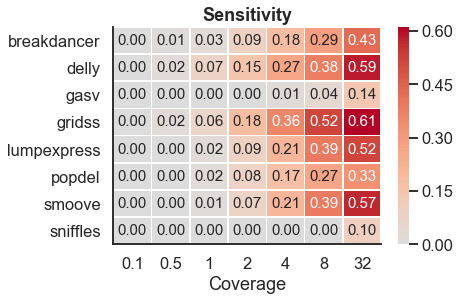 Sensitivity
breakdancer 0.00 0.01 0.03 0.09 0.18 0.29 0.43
delly 0.00 0.02 0.07 0.15 0.27 0.38 0.59
gasv 0.00 0.00 0.00 0.00 0.01 0.04 0.14
gridss 0.00 0.02 0.06 0.18 0.36 0.52 0.61
lumpexpress 0.00 0.00 0.02 0.09 0.21 0.39 0.52
popdel 0.00 0.00 0.02 0.08 0.17 0.27 0.33
smoove 0.00 0.00 0.01 0.07 0.21 0.39 0.57
sniffles 0.00 0.00 0.00 0.00 0.00 0.00 0.10
0.1 0.5 1 2 4 8 32
Coverage
0.60
0.45
0.30
0.15
0.00